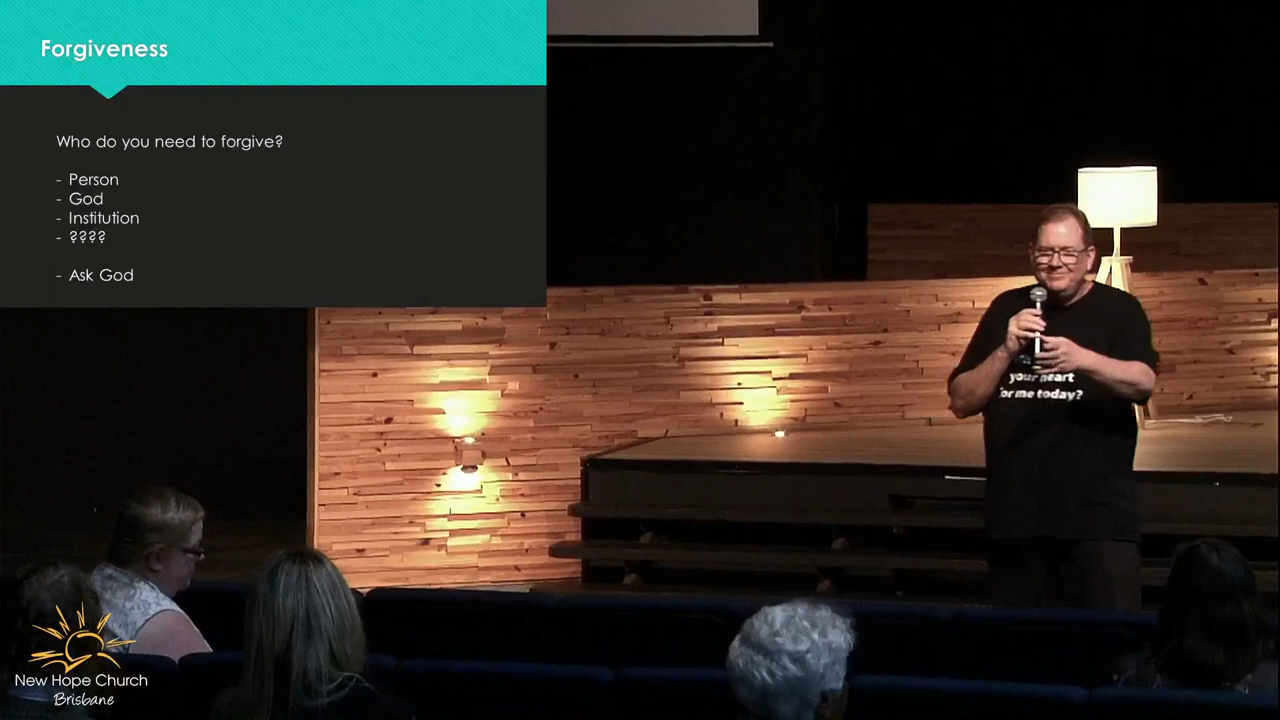 Forgiveness
Who do you need to forgive?
- Person
- God
- Institution
- ????
- Ask God
your heart
for me today?
New Hope Church
Brisbane